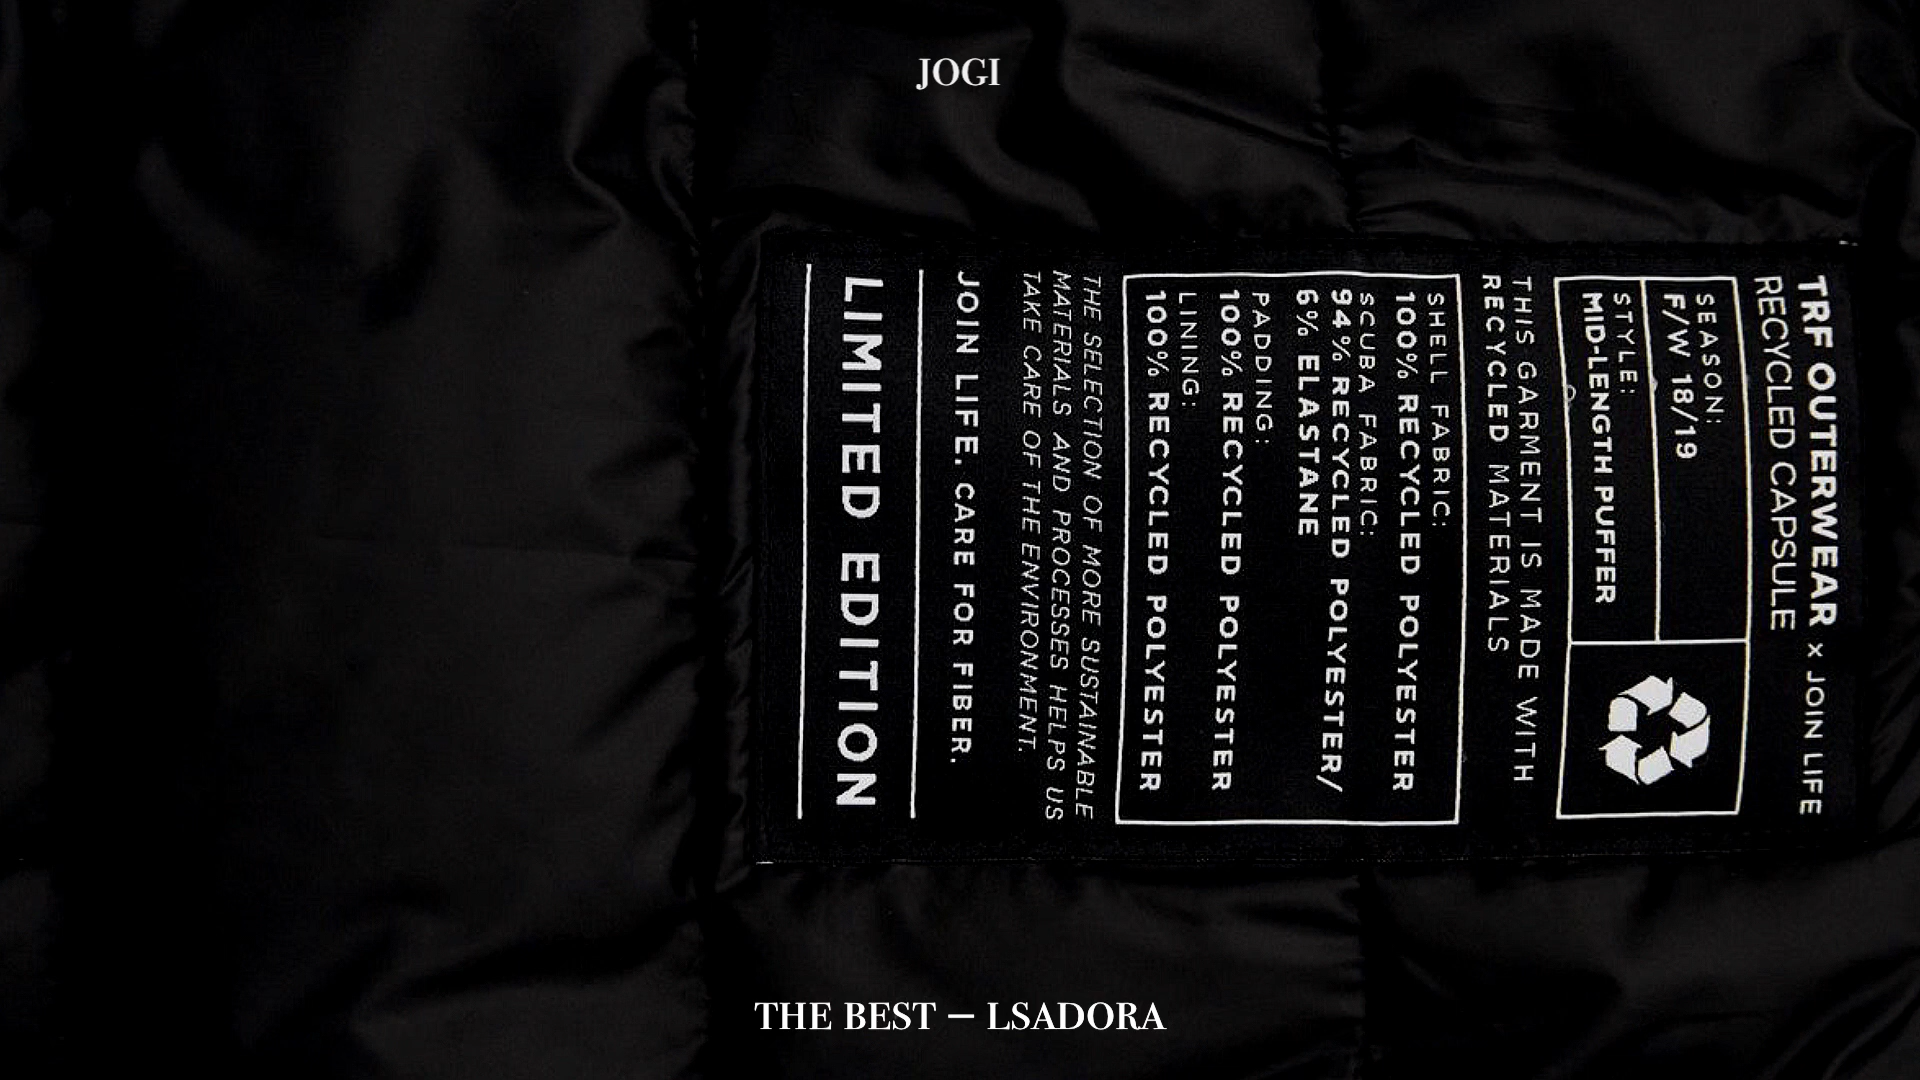 JOGI
TRF OUTERWEAR x JOIN LIFE
RECYCLED CAPSULE
SEASON:
F/W 18/19
STYLE:
MID-LENGTH PUFFER
THIS GARMENT IS MADE WITH
RECYCLED MATERIALS
SHELL FABRIC:
100% RECYCLED POLYESTER
SCUBA FABRIC:
94% RECYCLED POLYESTER/
6% ELASTANE
PADDING:
100% RECYCLED POLYESTER
LINING:
100% RECYCLED POLYESTER
THE SELECTION OF MORE SUSTAINABLE
MATERIALS AND PROCESSES HELPS US
TAKE CARE OF THE ENVIRONMENT.
JOIN LIFE. CARE FOR FIBER.
LIMITED EDITION
THE BEST — LSADORA